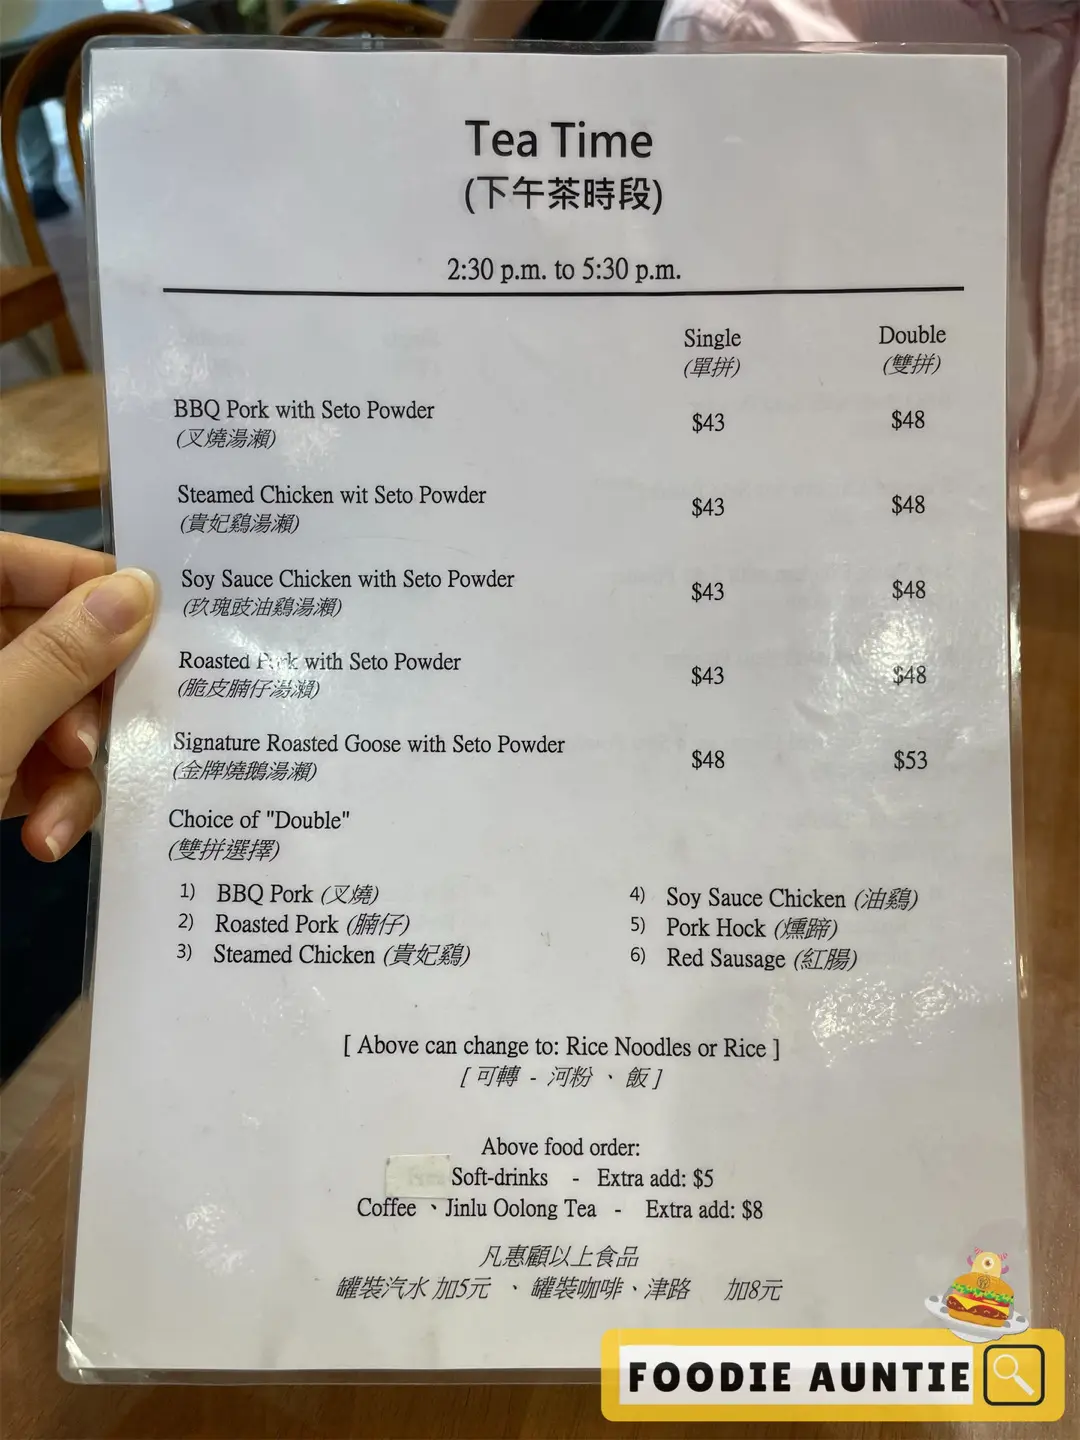 Tea Time
(下午茶時段)
2:30 p.m. to 5:30 p.m.
Single Double
(單拼) (雙拼)
BBQ Pork with Seto Powder $43 $48
(叉燒湯瀨)
Steamed Chicken wit Seto Powder $43 $48
(貴妃鷄湯瀨)
Soy Sauce Chicken with Seto Powder $43 $48
(玖瑰豉油鷄湯瀨)
Roasted Pork with Seto Powder $43 $48
(脆皮腩仔湯瀨)
Signature Roasted Goose with Seto Powder $48 $53
(金牌燒鵝湯瀨)
Choice of "Double"
(雙拼選擇)
1) BBQ Pork (叉燒)
2) Roasted Pork (腩仔)
3) Steamed Chicken (貴妃鷄)
4) Soy Sauce Chicken (油鷄)
5) Pork Hock (燻蹄)
6) Red Sausage (紅腸)
[ Above can change to: Rice Noodles or Rice ]
[ 可轉 - 河粉 、 飯 ]
Above food order:
Soft-drinks - Extra add: $5
Coffee 、Jinlu Oolong Tea - Extra add: $8
凡惠顧以上食品
罐裝汽水 加5元 、 罐裝咖啡、津路 加8元
FOODIE AUNTIE